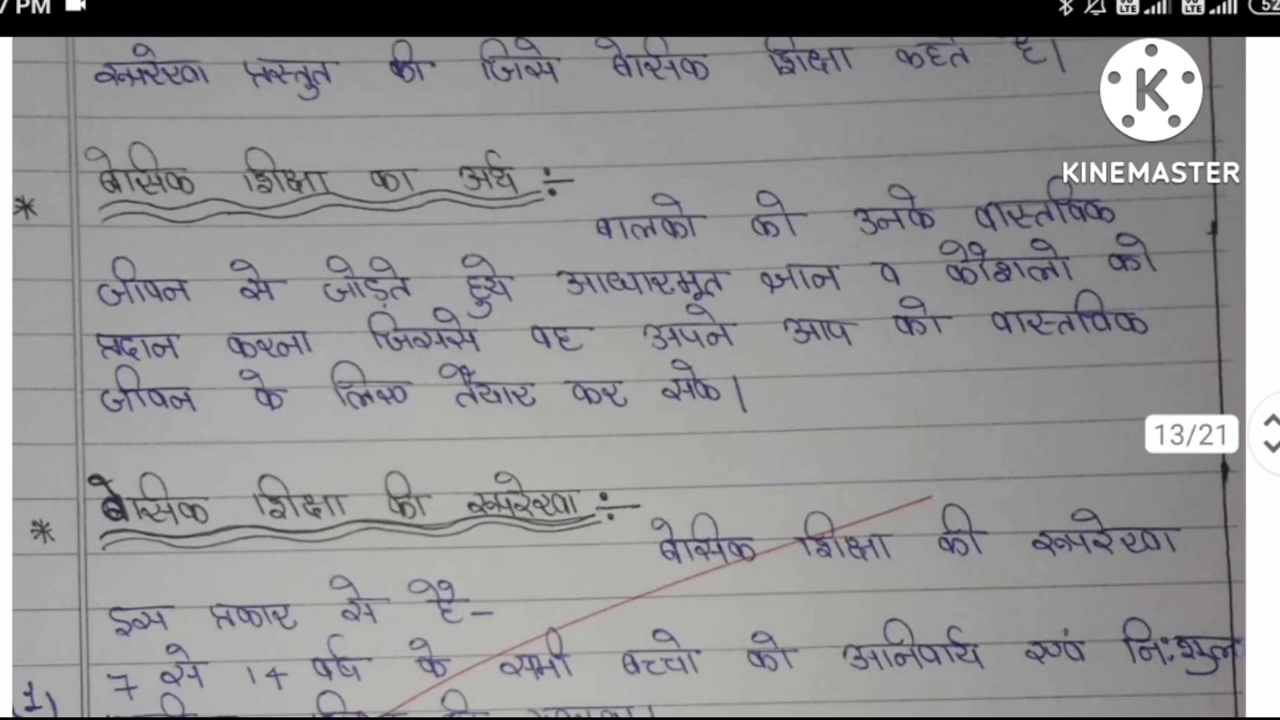 7 PM
52
रूपरेखा प्रस्तुत की जिसे बेसिक शिक्षा कहते है।
KINEMASTER
* बेसिक शिक्षा का अर्थ :-
बालको को उनके वास्तविक
जीवन से जोड़ते हुये आधारभूत ज्ञान व कौशलो को
प्रदान करना जिससे वह अपने आप को वास्तविक
जीवन के लिए तैयार कर सके।
13/21
* बेसिक शिक्षा की रूपरेखा :-
बेसिक शिक्षा की रूपरेखा
इस प्रकार से है-
(1) 7 से 14 वर्ष के सभी बच्चो को अनिवार्य एवं नि:शुल